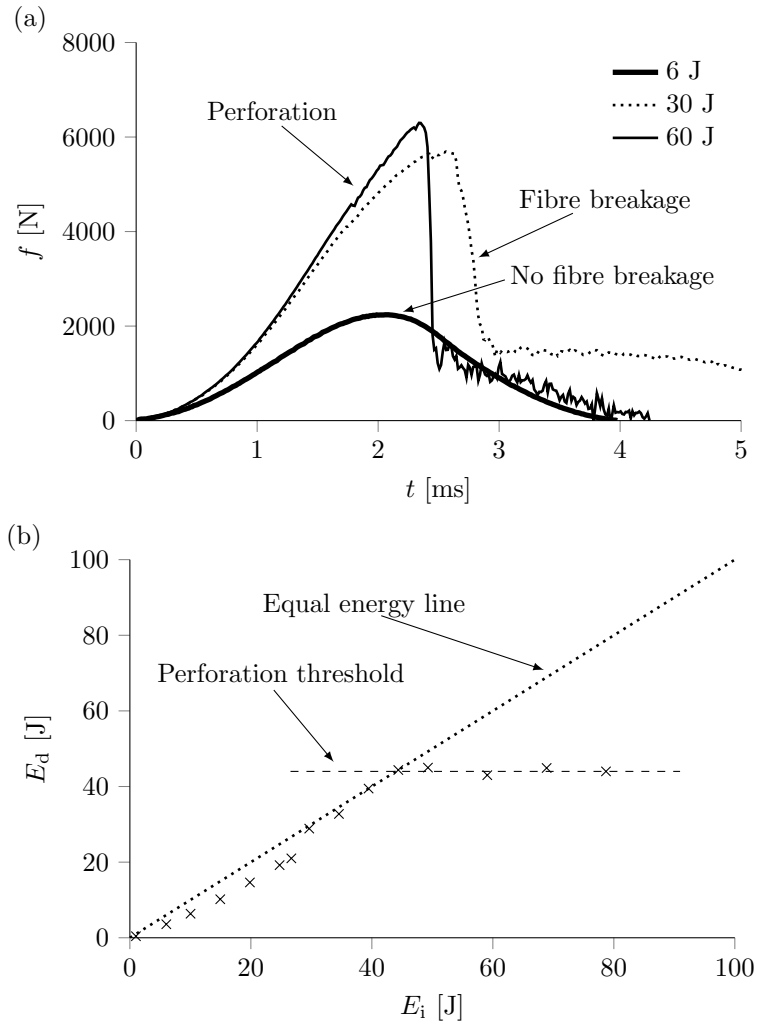 (a)
8000
6000
4000
2000
0
f [N]
6 J
30 J
60 J
Perforation
Fibre breakage
No fibre breakage
0 1 2 3 4 5
t [ms]
(b)
100
80
60
40
20
0
E_d [J]
Equal energy line
Perforation threshold
0 20 40 60 80 100
E_i [J]